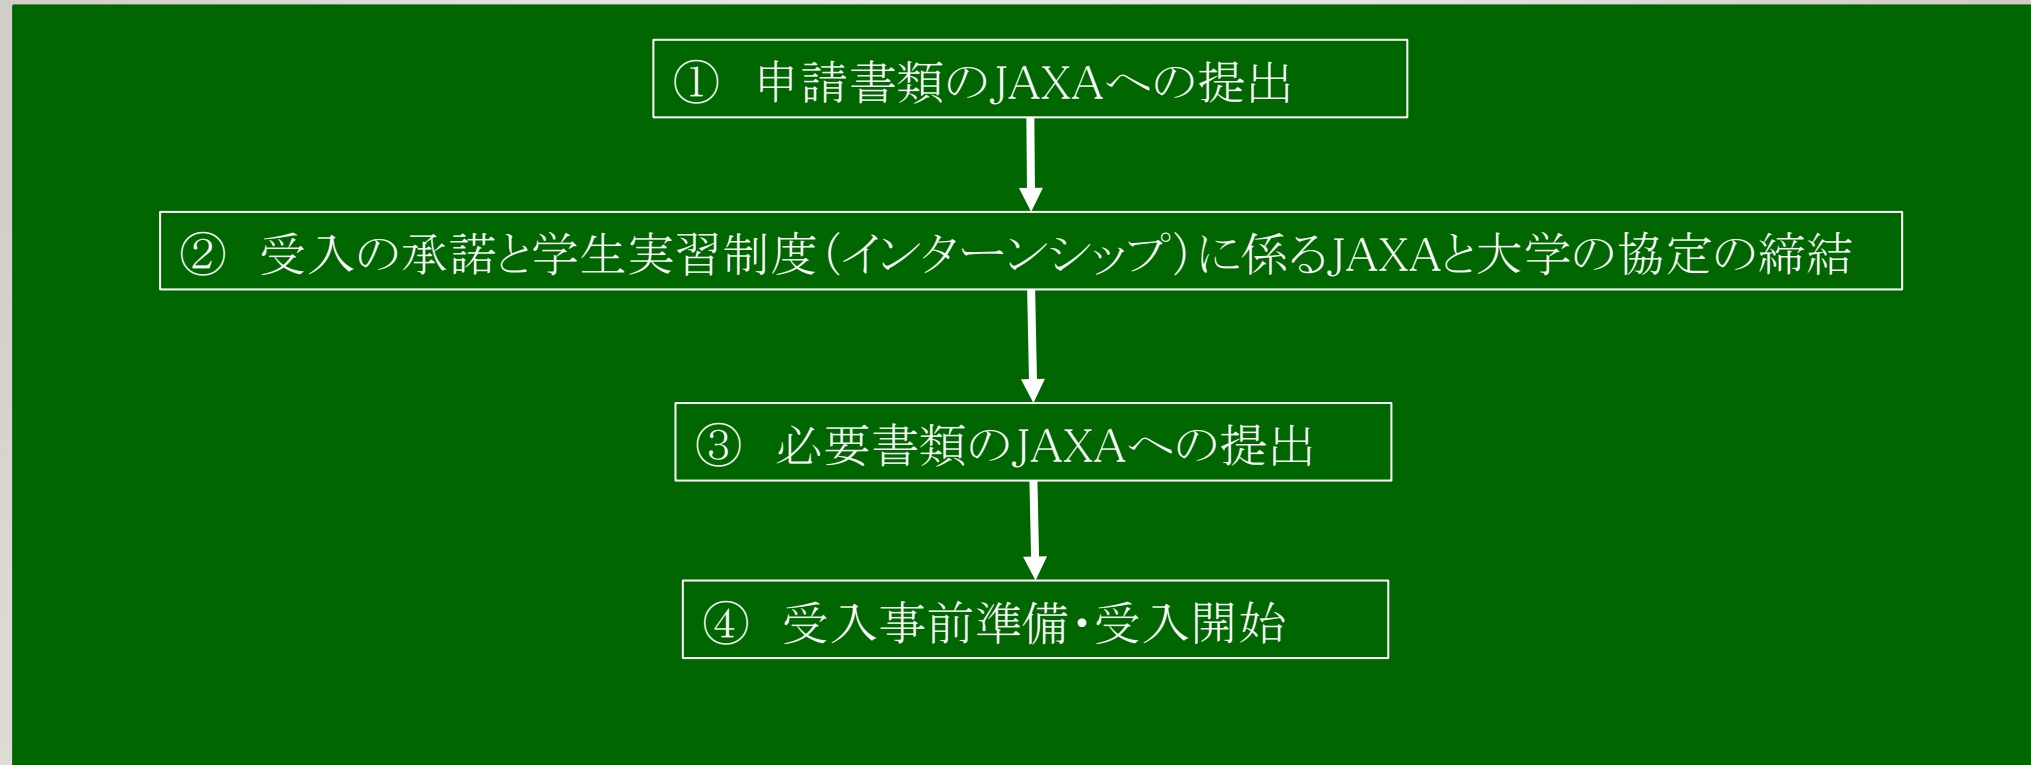 ① 申請書類のJAXAへの提出
② 受入の承諾と学生実習制度(インターンシップ)に係るJAXAと大学の協定の締結
③ 必要書類のJAXAへの提出
④ 受入事前準備・受入開始